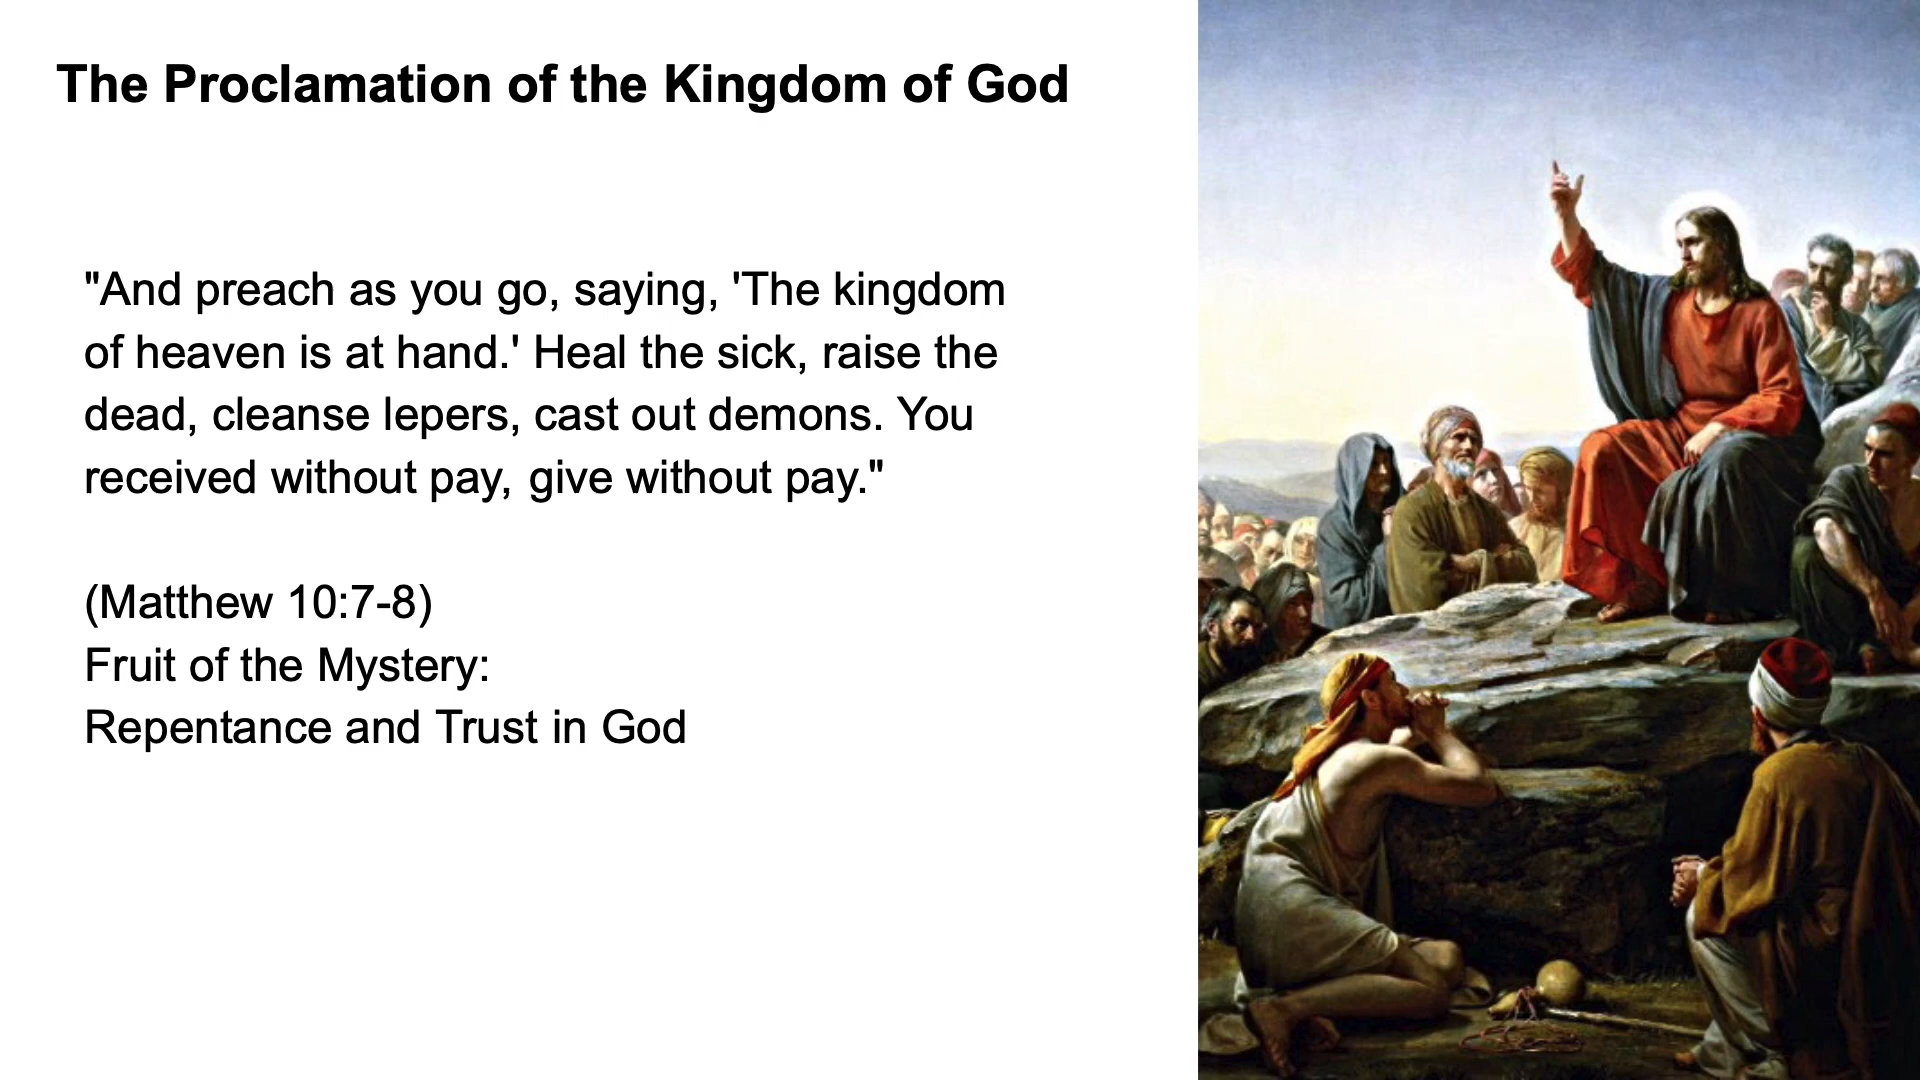 The Proclamation of the Kingdom of God
"And preach as you go, saying, 'The kingdom
of heaven is at hand.' Heal the sick, raise the
dead, cleanse lepers, cast out demons. You
received without pay, give without pay."
(Matthew 10:7-8)
Fruit of the Mystery:
Repentance and Trust in God